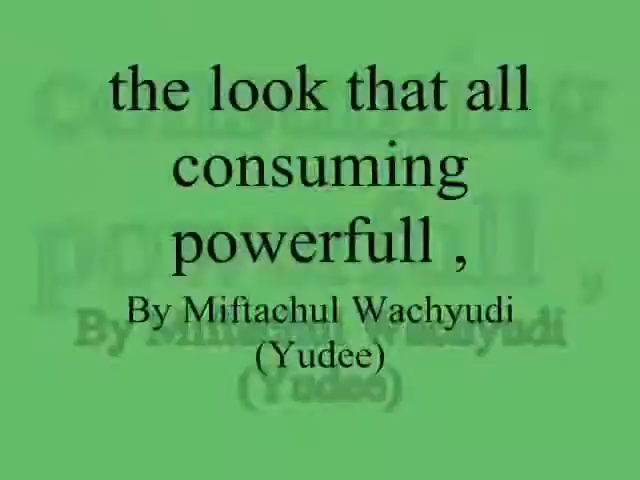 the look that all
consuming
powerfull ,
By Miftachul Wachyudi
(Yudee)